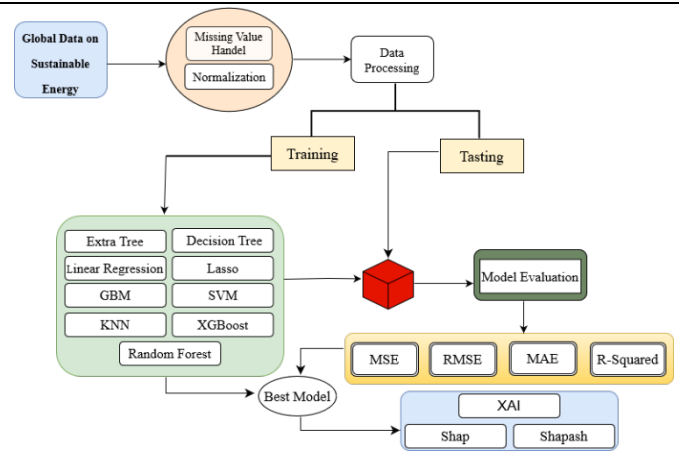 Global Data on
Sustainable
Energy
Missing Value
Handel
Normalization
Data
Processing
Training
Tasting
Extra Tree
Decision Tree
Linear Regression
Lasso
GBM
SVM
KNN
XGBoost
Random Forest
Model Evaluation
MSE
RMSE
MAE
R-Squared
Best Model
XAI
Shap
Shapash